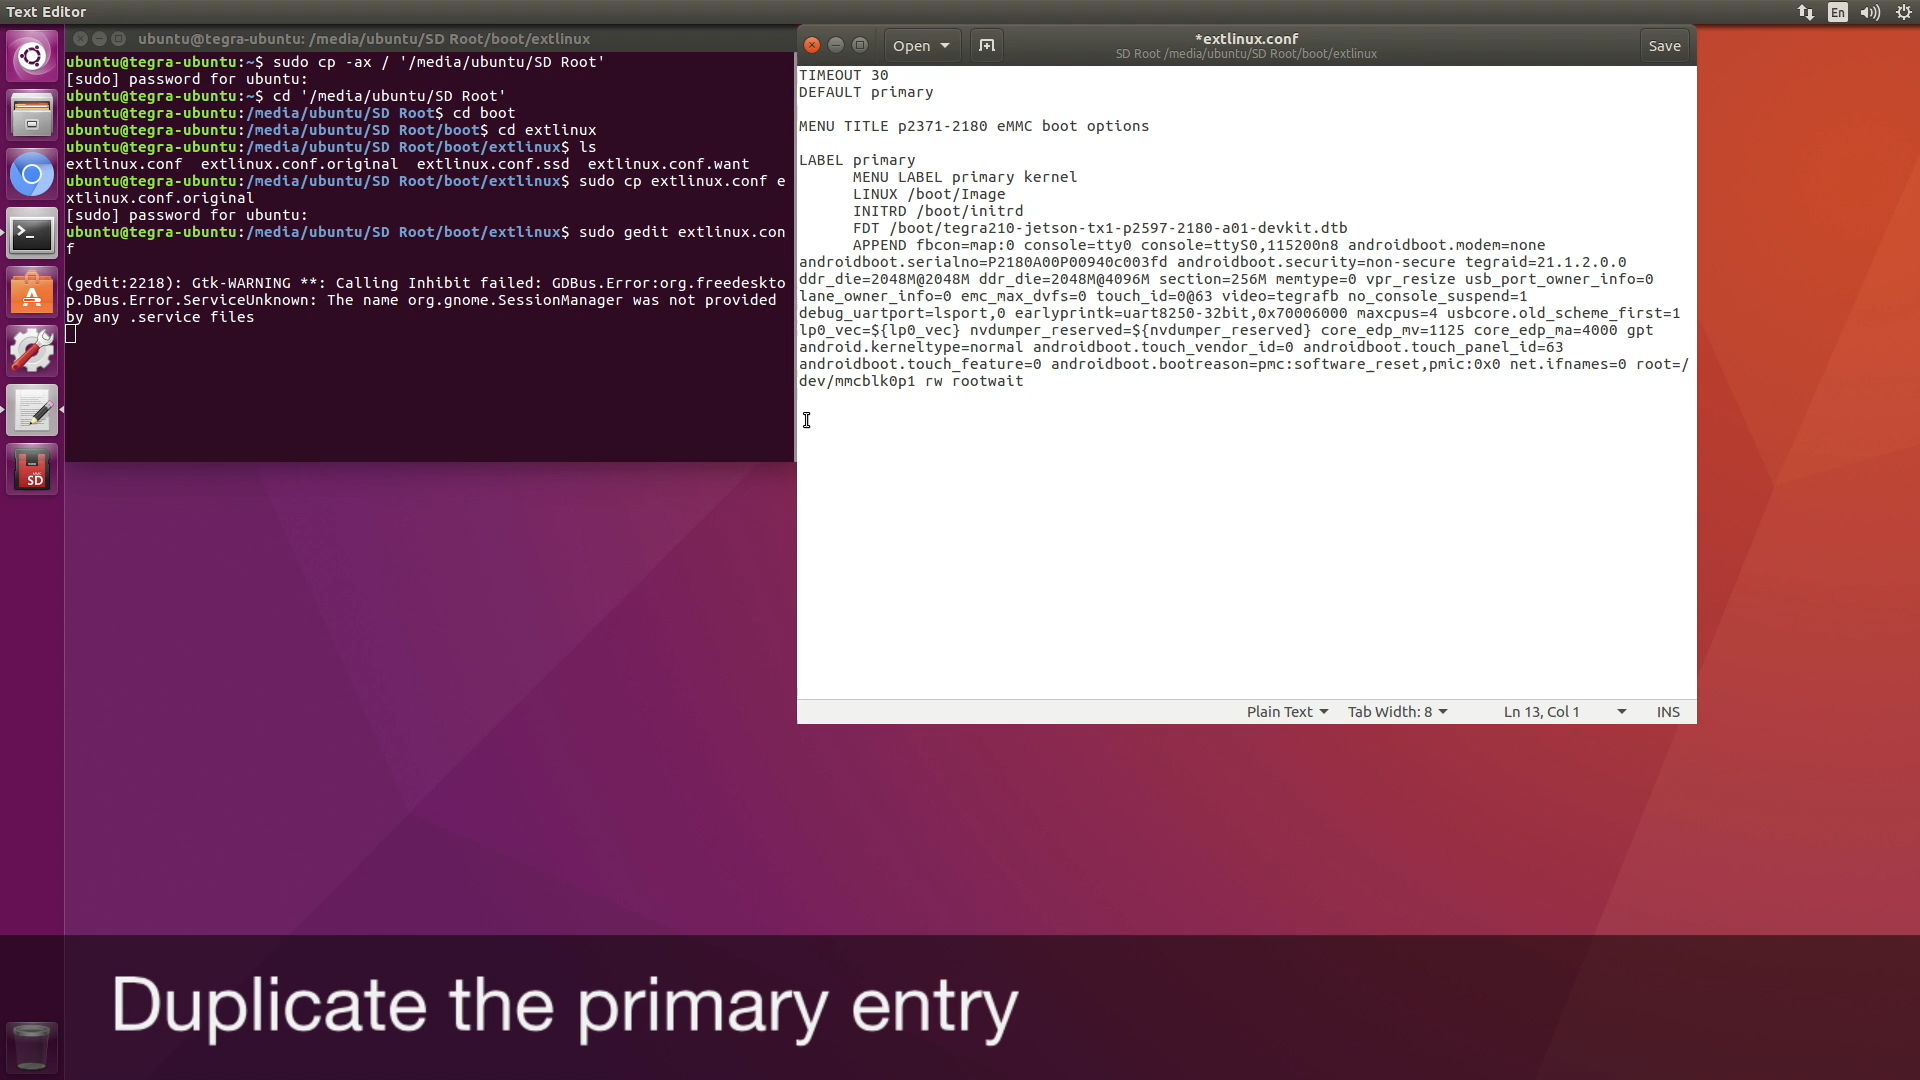 Text Editor
En
ubuntu@tegra-ubuntu: /media/ubuntu/SD Root/boot/extlinux
ubuntu@tegra-ubuntu:~$ sudo cp -ax / '/media/ubuntu/SD Root'
[sudo] password for ubuntu:
ubuntu@tegra-ubuntu:~$ cd '/media/ubuntu/SD Root'
ubuntu@tegra-ubuntu:/media/ubuntu/SD Root$ cd boot
ubuntu@tegra-ubuntu:/media/ubuntu/SD Root/boot$ cd extlinux
ubuntu@tegra-ubuntu:/media/ubuntu/SD Root/boot/extlinux$ ls
extlinux.conf  extlinux.conf.original  extlinux.conf.ssd  extlinux.conf.want
ubuntu@tegra-ubuntu:/media/ubuntu/SD Root/boot/extlinux$ sudo cp extlinux.conf e
xtlinux.conf.original
[sudo] password for ubuntu:
ubuntu@tegra-ubuntu:/media/ubuntu/SD Root/boot/extlinux$ sudo gedit extlinux.con
f
(gedit:2218): Gtk-WARNING **: Calling Inhibit failed: GDBus.Error:org.freedeskto
p.DBus.Error.ServiceUnknown: The name org.gnome.SessionManager was not provided
by any .service files
SD
Open
*extlinux.conf
SD Root /media/ubuntu/SD Root/boot/extlinux
Save
TIMEOUT 30
DEFAULT primary
MENU TITLE p2371-2180 eMMC boot options
LABEL primary
MENU LABEL primary kernel
LINUX /boot/Image
INITRD /boot/initrd
FDT /boot/tegra210-jetson-tx1-p2597-2180-a01-devkit.dtb
APPEND fbcon=map:0 console=tty0 console=ttyS0,115200n8 androidboot.modem=none
androidboot.serialno=P2180A00P00940c003fd androidboot.security=non-secure tegraid=21.1.2.0.0
ddr_die=2048M@2048M ddr_die=2048M@4096M section=256M memtype=0 vpr_resize usb_port_owner_info=0
lane_owner_info=0 emc_max_dvfs=0 touch_id=0@63 video=tegrafb no_console_suspend=1
debug_uartport=lsport,0 earlyprintk=uart8250-32bit,0x70006000 maxcpus=4 usbcore.old_scheme_first=1
lp0_vec=${lp0_vec} nvdumper_reserved=${nvdumper_reserved} core_edp_mv=1125 core_edp_ma=4000 gpt
android.kerneltype=normal androidboot.touch_vendor_id=0 androidboot.touch_panel_id=63
androidboot.touch_feature=0 androidboot.bootreason=pmc:software_reset,pmic:0x0 net.ifnames=0 root=/
dev/mmcblk0p1 rw rootwait
Plain Text
Tab Width: 8
Ln 13, Col 1
INS
Duplicate the primary entry